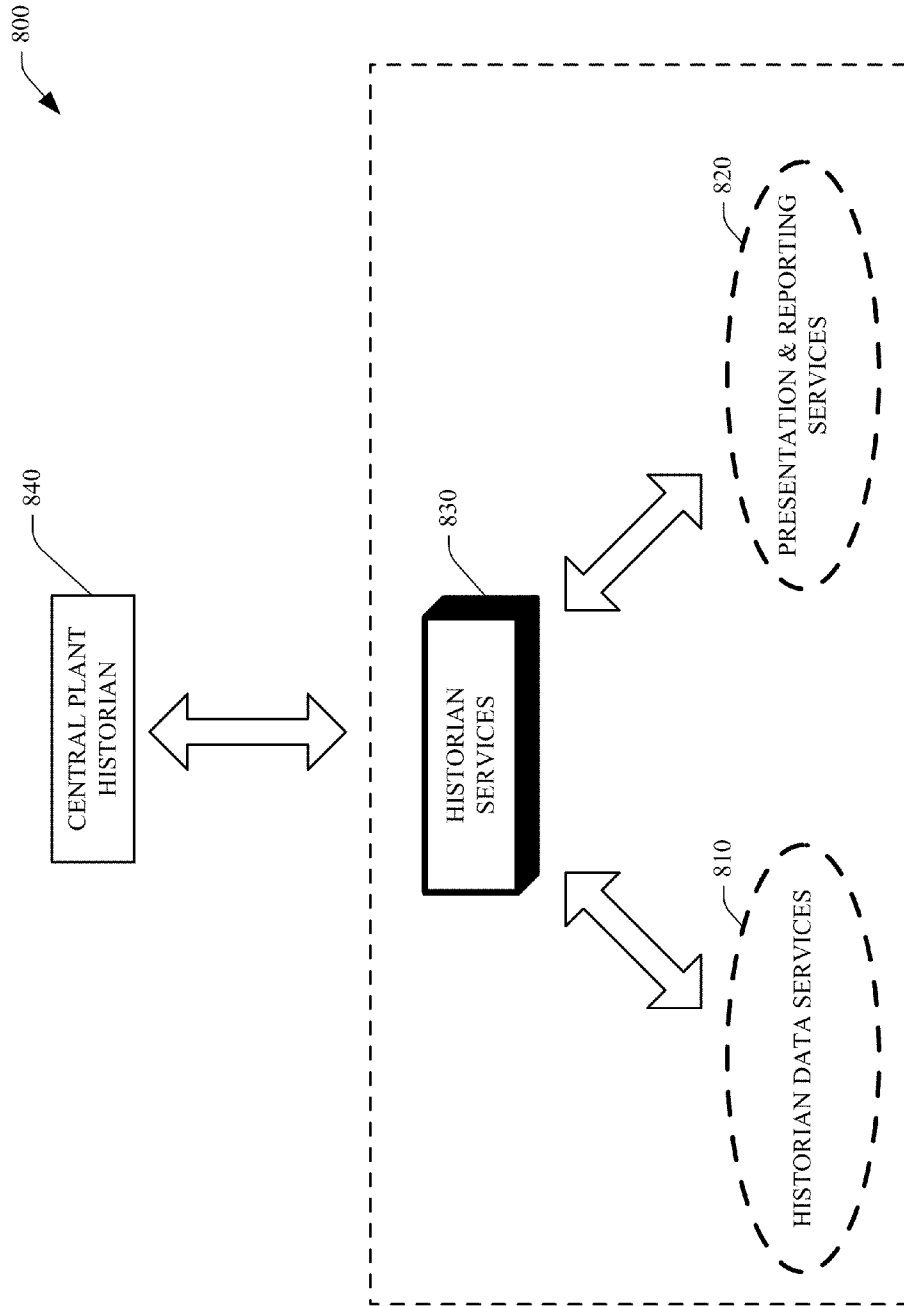 800
CENTRAL PLANT
HISTORIAN
840
HISTORIAN
SERVICES
830
HISTORIAN DATA SERVICES
810
PRESENTATION & REPORTING
SERVICES
820